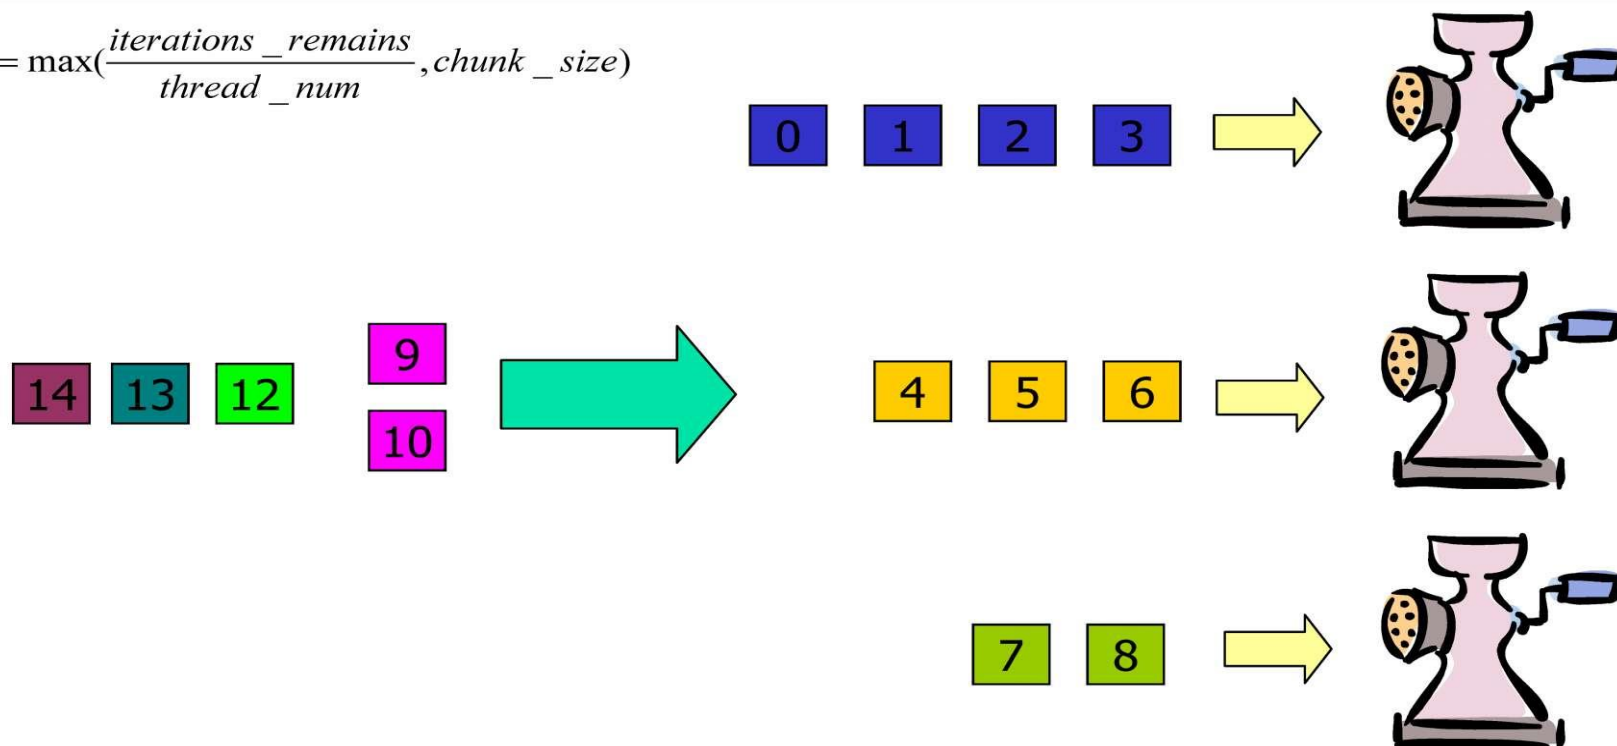 = max(iterations_remains / thread_num, chunk_size)
0 1 2 3
14 13 12 9 10
4 5 6
7 8